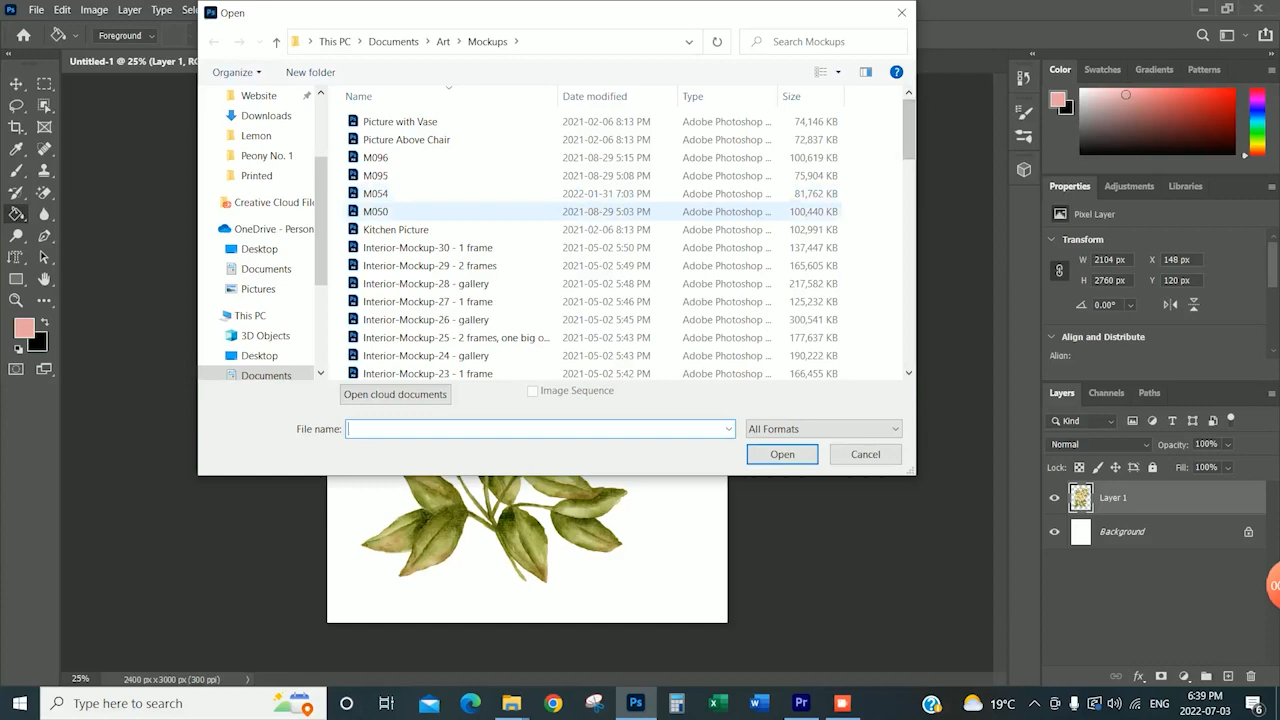 Ps Open
File Edit Image Layer Type
This PC > Documents > Art > Mockups >
Search Mockups
Foreground
Untitled-1 @ 25% (Layer 1, R
Organize
New folder
Color Swatches Gradients Patterns
Name Date modified Type Size
Website
Downloads
Lemon
Peony No. 1
Printed
Creative Cloud Fil
OneDrive - Person
Desktop
Documents
Pictures
This PC
3D Objects
Desktop
Documents
Picture with Vase 2021-02-06 8:13 PM Adobe Photoshop ... 74,146 KB
Picture Above Chair 2021-02-06 8:13 PM Adobe Photoshop ... 72,837 KB
M096 2021-08-29 5:15 PM Adobe Photoshop ... 100,619 KB
M095 2021-08-29 5:08 PM Adobe Photoshop ... 75,904 KB
M054 2022-01-31 7:03 PM Adobe Photoshop ... 81,762 KB
M050 2021-08-29 5:03 PM Adobe Photoshop ... 100,440 KB
Kitchen Picture 2021-02-06 8:13 PM Adobe Photoshop ... 102,991 KB
Interior-Mockup-30 - 1 frame 2021-05-02 5:50 PM Adobe Photoshop ... 137,447 KB
Interior-Mockup-29 - 2 frames 2021-05-02 5:49 PM Adobe Photoshop ... 165,605 KB
Interior-Mockup-28 - gallery 2021-05-02 5:48 PM Adobe Photoshop ... 217,582 KB
Interior-Mockup-27 - 1 frame 2021-05-02 5:46 PM Adobe Photoshop ... 125,232 KB
Interior-Mockup-26 - gallery 2021-05-02 5:45 PM Adobe Photoshop ... 300,541 KB
Interior-Mockup-25 - 2 frames, one big o... 2021-05-02 5:43 PM Adobe Photoshop ... 177,637 KB
Interior-Mockup-24 - gallery 2021-05-02 5:43 PM Adobe Photoshop ... 190,222 KB
Interior-Mockup-23 - 1 frame 2021-05-02 5:42 PM Adobe Photoshop ... 166,455 KB
Open cloud documents
Image Sequence
File name:
All Formats
Open
Cancel
Properties Adjustments Libraries
Pixel Layer
Transform
W 2104 px X 148 px
H 2760 px Y 120 px
0.00°
Align and Distribute
Align:
Layers Channels Paths
Kind
Normal Opacity: 100%
Lock: Fill: 100%
Layer 1
Background
25% 2400 px x 3000 px (300 ppi)
Type here to search
19°C ENG 6:39 PM
2022-07-03